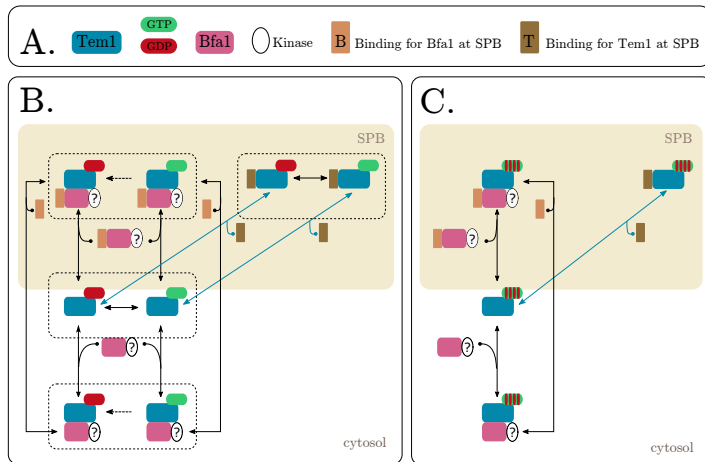 A.
Tem1
GTP
GDP
Bfa1
Kinase
B
Binding for Bfa1 at SPB
T
Binding for Tem1 at SPB
B.
SPB
?
?
?
?
?
?
cytosol
C.
SPB
?
?
?
?
cytosol